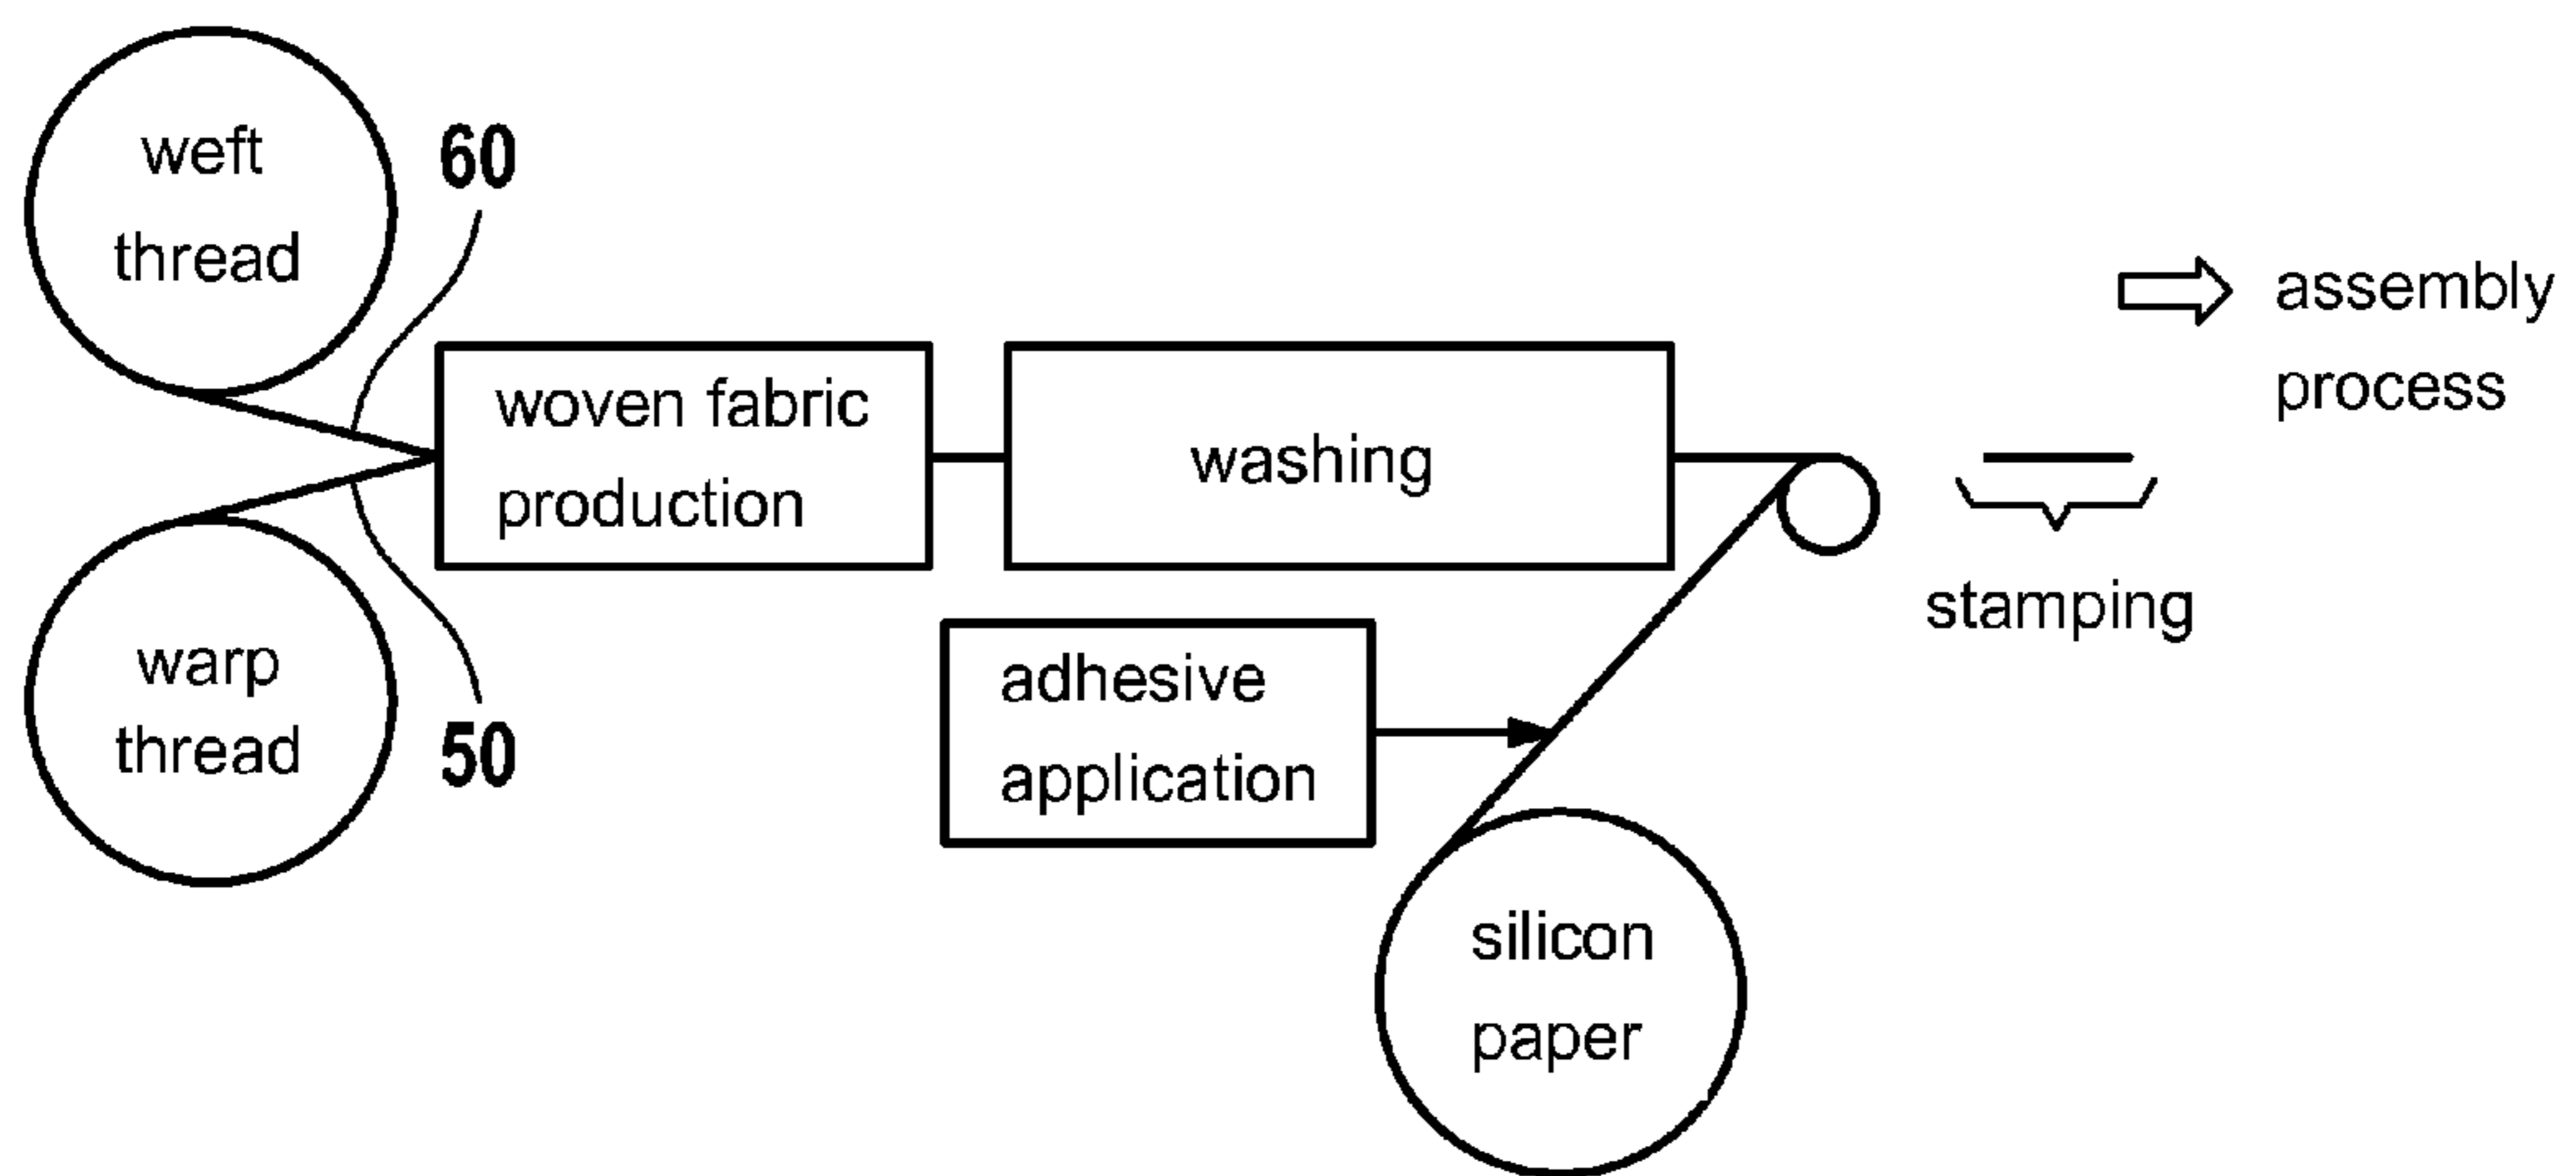 weft
thread
60
warp
thread
50
woven fabric
production
washing
adhesive
application
silicon
paper
stamping
assembly
process